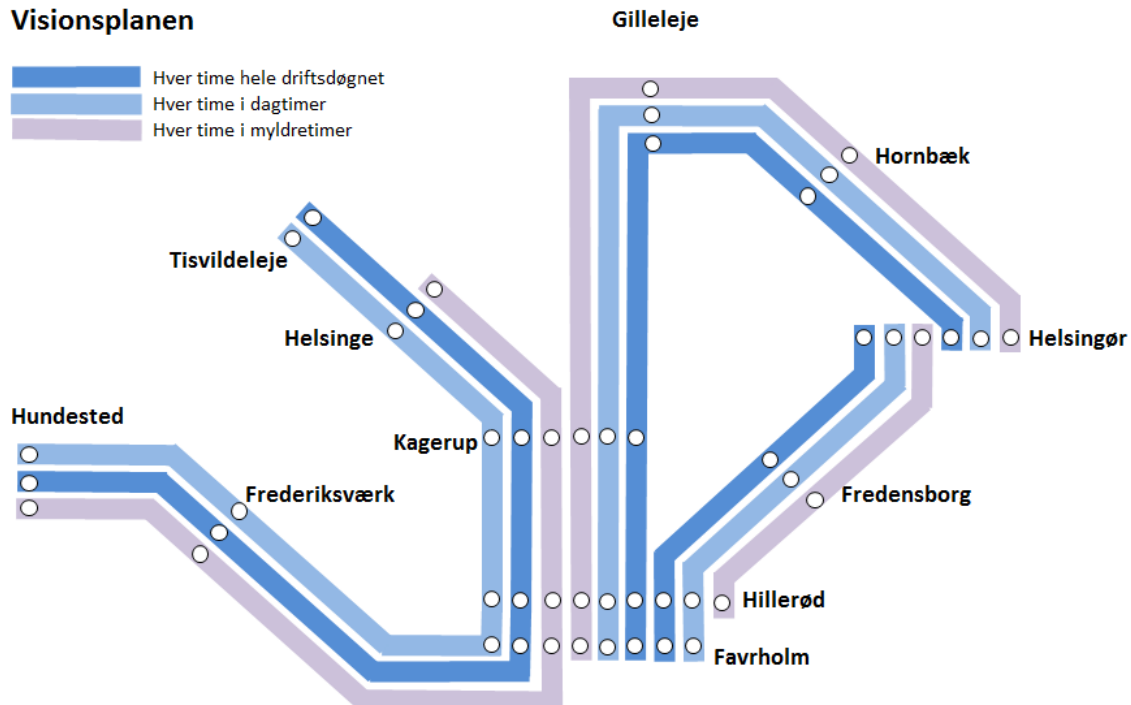 Visionsplanen
Gilleleje
Hver time hele driftsdøgnet
Hver time i dagtimer
Hver time i myldretimer
Hornbæk
Tisvildeleje
Helsinge
Helsingør
Hundested
Kagerup
Frederiksværk
Fredensborg
Hillerød
Favrholm